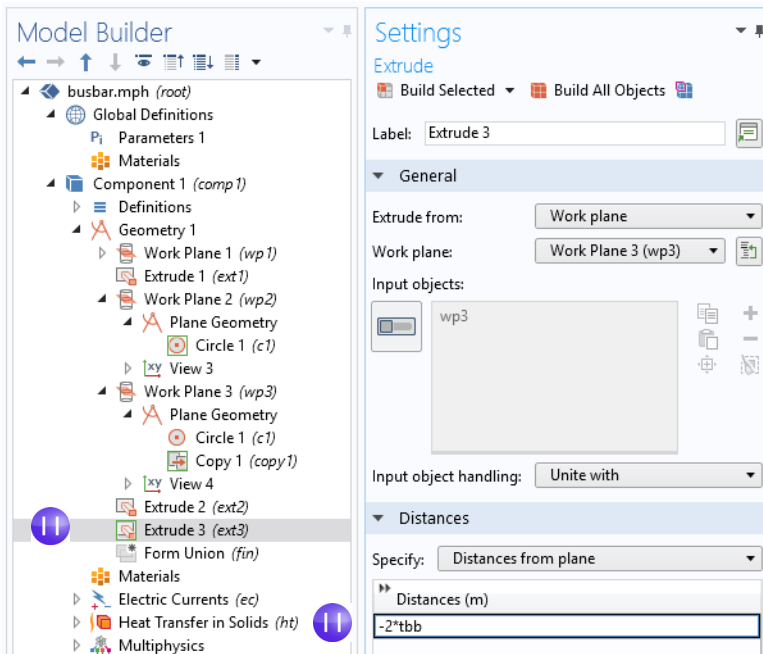 Model Builder
busbar.mph (root)
Global Definitions
Pi Parameters 1
Materials
Component 1 (comp1)
Definitions
Geometry 1
Work Plane 1 (wp1)
Extrude 1 (ext1)
Work Plane 2 (wp2)
Plane Geometry
Circle 1 (c1)
xy View 3
Work Plane 3 (wp3)
Plane Geometry
Circle 1 (c1)
Copy 1 (copy1)
xy View 4
Extrude 2 (ext2)
11 Extrude 3 (ext3)
Form Union (fin)
Materials
Electric Currents (ec)
Heat Transfer in Solids (ht)
Multiphysics
Settings
Extrude
Build Selected Build All Objects
Label: Extrude 3
General
Extrude from: Work plane
Work plane: Work Plane 3 (wp3)
Input objects:
wp3
Input object handling: Unite with
Distances
Specify: Distances from plane
Distances (m)
11 -2*tbb